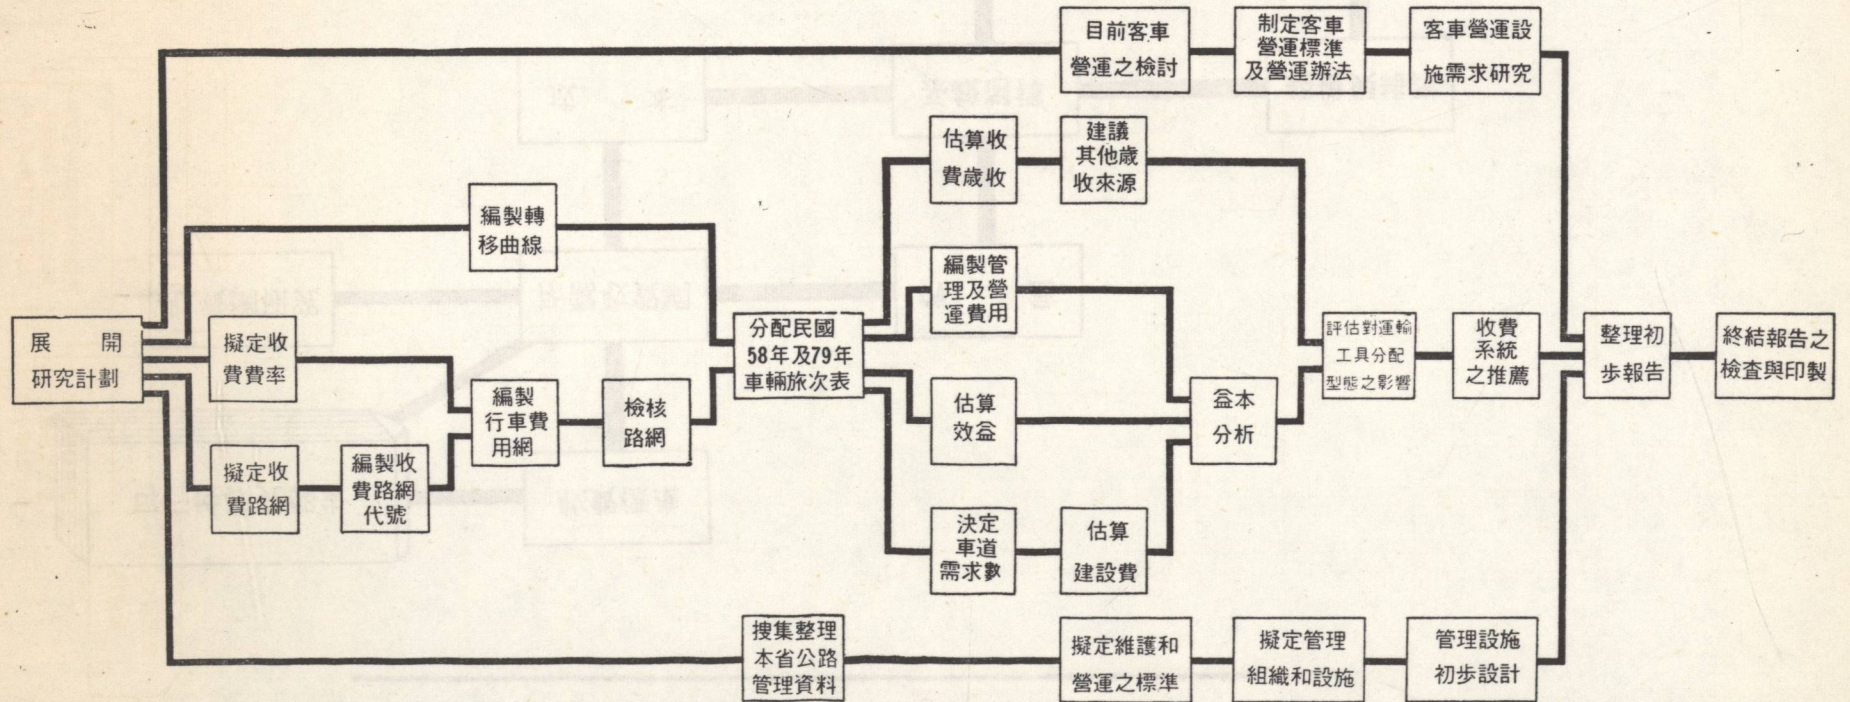 展開
研究計劃
目前客車
營運之檢討
制定客車
營運標準
及營運辦法
客車營運設
施需求研究
編製轉
移曲線
擬定收
費費率
擬定收
費路網
編製收
費路網
代號
編製
行車費
用網
檢核
路網
分配民國
58年及79年
車輛旅次表
估算收
費歲收
建議
其他歲
收來源
編製管
理及營
運費用
估算
效益
決定
車道
需求數
估算
建設費
益本
分析
評估對運輸
工具分配
型態之影響
收費
系統
之推薦
整理初
步報告
終結報告之
檢查與印製
搜集整理
本省公路
管理資料
擬定維護和
營運之標準
擬定管理
組織和設施
管理設施
初步設計